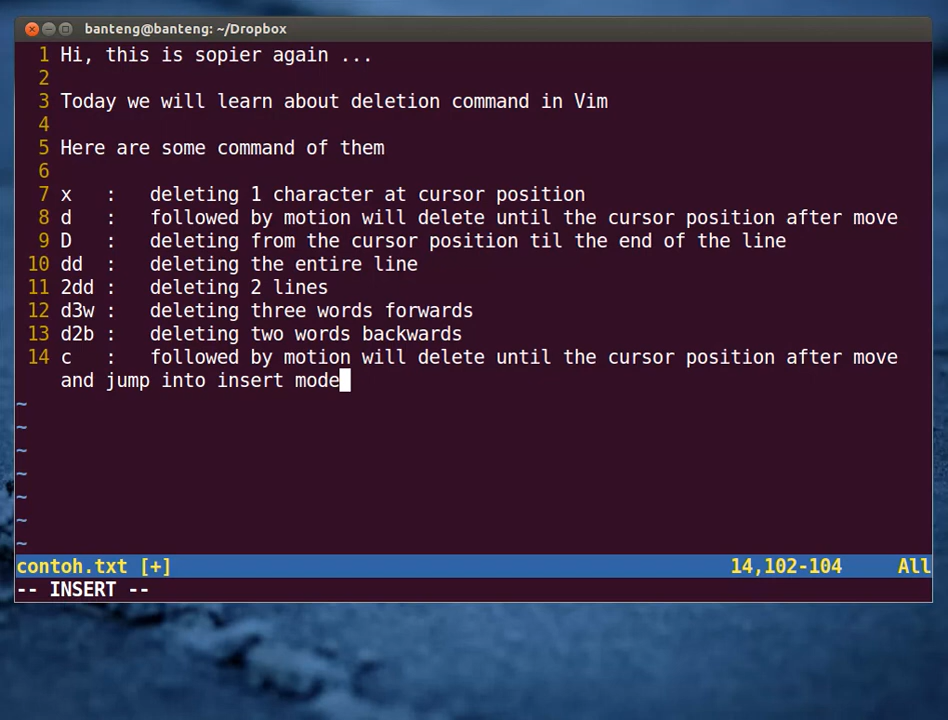 banteng@banteng: ~/Dropbox
1 Hi, this is sopier again ...
2
3 Today we will learn about deletion command in Vim
4
5 Here are some command of them
6
7 x   :   deleting 1 character at cursor position
8 d   :   followed by motion will delete until the cursor position after move
9 D   :   deleting from the cursor position til the end of the line
10 dd  :   deleting the entire line
11 2dd :   deleting 2 lines
12 d3w :   deleting three words forwards
13 d2b :   deleting two words backwards
14 c   :   followed by motion will delete until the cursor position after move
and jump into insert mode
~
~
~
~
~
~
~
contoh.txt [+] 14,102-104 All
-- INSERT --